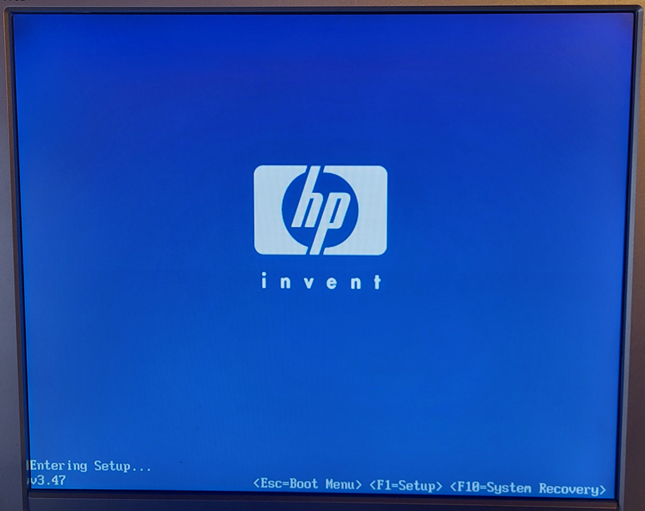 hp
invent
Entering Setup...
v3.47 <Esc=Boot Menu> <F1=Setup> <F10=System Recovery>